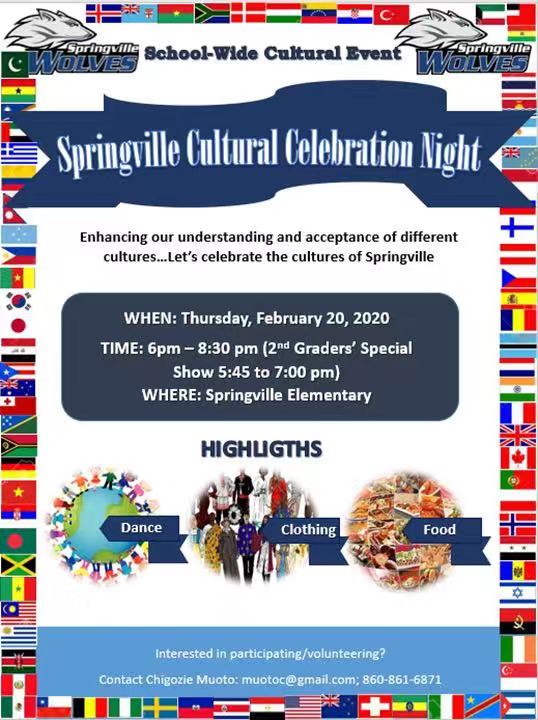 Springville
WOLVES
School-Wide Cultural Event
Springville
WOLVES
Springville Cultural Celebration Night
Enhancing our understanding and acceptance of different
cultures…Let’s celebrate the cultures of Springville
WHEN: Thursday, February 20, 2020
TIME: 6pm – 8:30 pm (2nd Graders’ Special
Show 5:45 to 7:00 pm)
WHERE: Springville Elementary
HIGHLIGTHS
Dance
Clothing
Food
Interested in participating/volunteering?
Contact Chigozie Muoto: muotoc@gmail.com; 860-861-6871